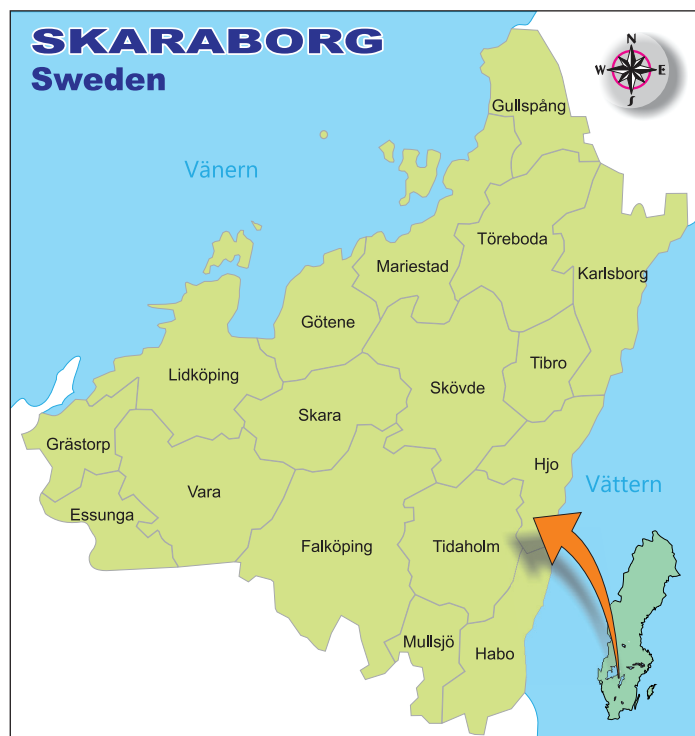 SKARABORG
Sweden
N
W
E
S
Gullspång
Vänern
Töreboda
Mariestad
Karlsborg
Götene
Tibro
Lidköping
Skövde
Skara
Grästorp
Hjo
Vara
Vättern
Essunga
Falköping
Tidaholm
Mullsjö
Habo